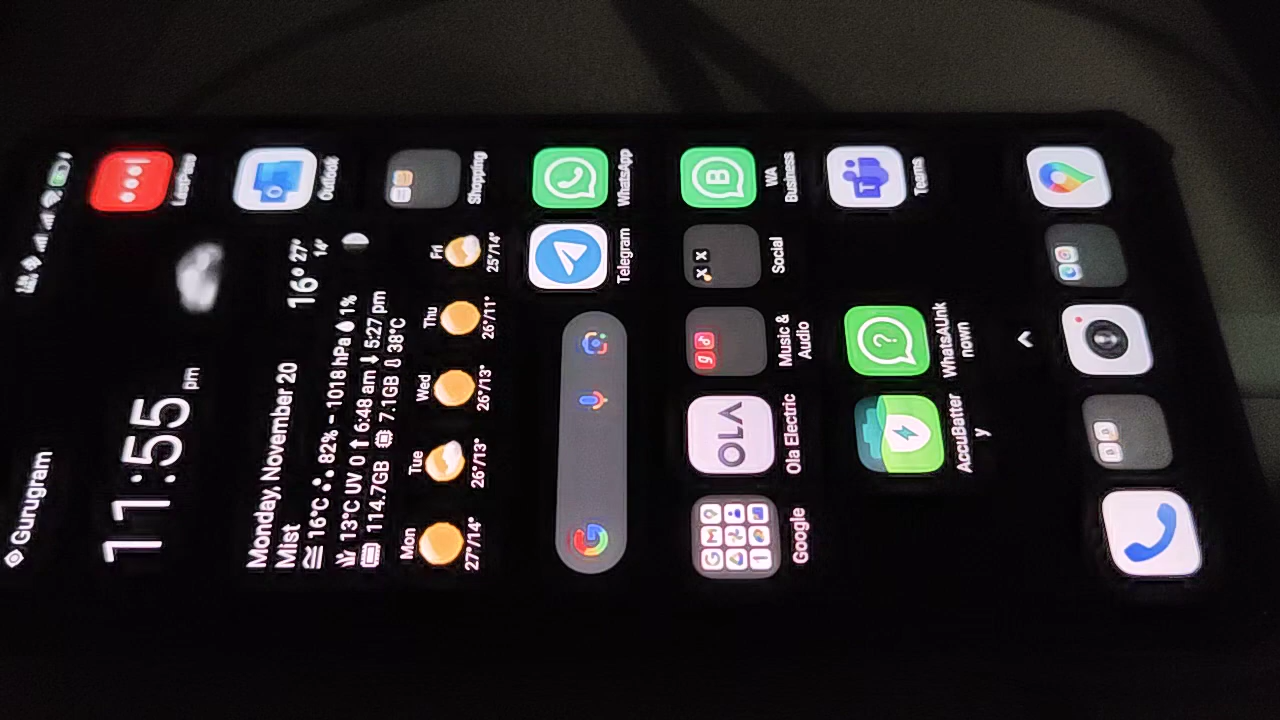 Gurugram
11:55 pm
Monday, November 20
Mist
16° 27°
14°
16°C 82% – 1018 hPa 1%
13°C UV 0 ↑ 6:48 am ↓ 5:27 pm
114.7GB 7.1GB 38°C
Mon Tue Wed Thu Fri
27°/14° 26°/13° 26°/13° 26°/11° 25°/14°
LastPass
Outlook
Shopping
Telegram WhatsApp
Google OLA Ola Electric Music &
Audio Social B WA
Business
AccuBatter
y WhatsAUnk
nown T Teams